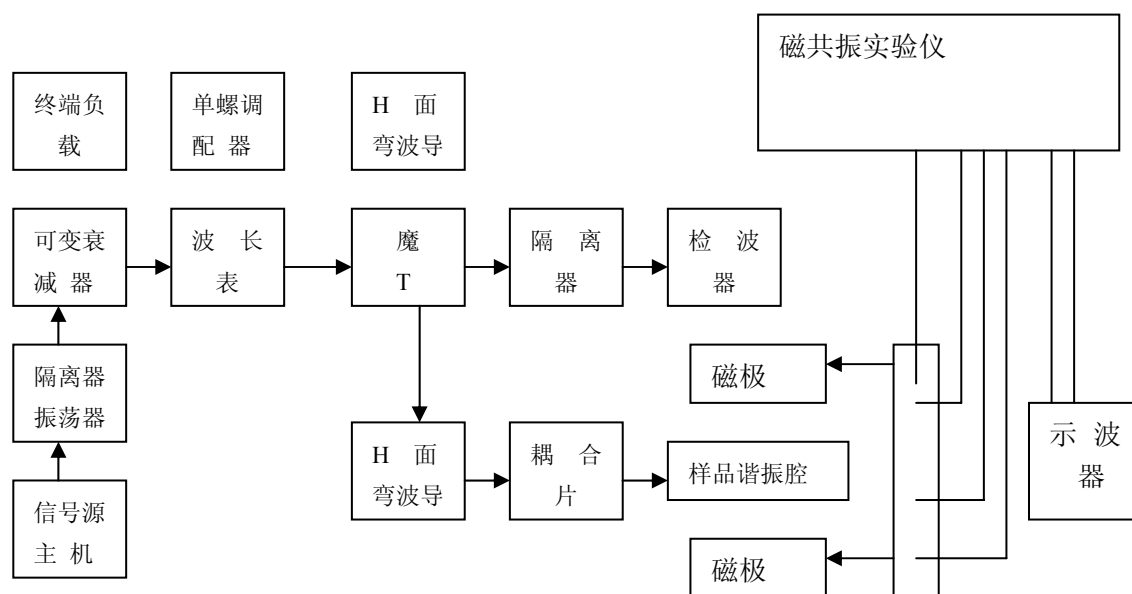 磁共振实验仪
终端负
载
单螺调
配 器
H 面
弯波导
可变衰
减 器
波 长
表
魔
T
隔 离
器
检 波
器
隔离器
振荡器
磁极
H 面
弯波导
耦 合
片
样品谐振腔
示 波
器
信号源
主 机
磁极